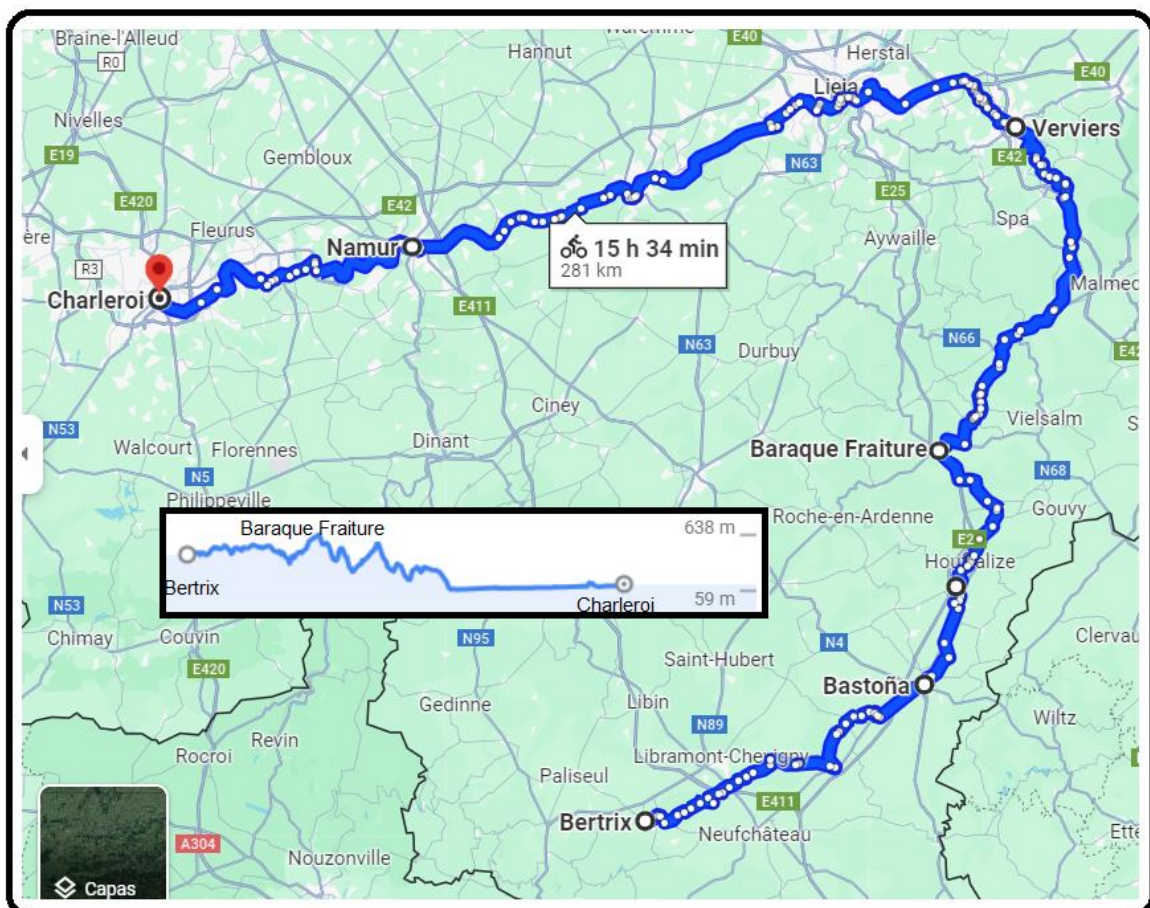 Braine-l'Alleud
Hannut
E40
Herstal
R0
E40
Lieja
Nivelles
Verviers
E19
Gembloux
N63
E42
E420
E42
E25
Fleurus
Spa
ère
Namur
15 h 34 min
Aywaille
R3
281 km
Charleroi
E411
Malmed
N66
N63
Durbuy
E42
Ciney
Vielsalm
N53
Walcourt
Florennes
Dinant
Baraque Fraiture
S
N5
N68
Philippeville
Gouvy
Roche-en-Ardenne
Baraque Fraiture
638 m
E2
Houffalize
Bertrix
59 m
Charleroi
N53
Chimay
Couvin
N95
N4
Clervau
E420
Saint-Hubert
Bastoña
Gedinne
Libin
Wiltz
Revin
N89
Rocroi
Libramont-Chevigny
Paliseul
E411
Bertrix
Neufchâteau
Ette
A304
Nouzonville
Capas